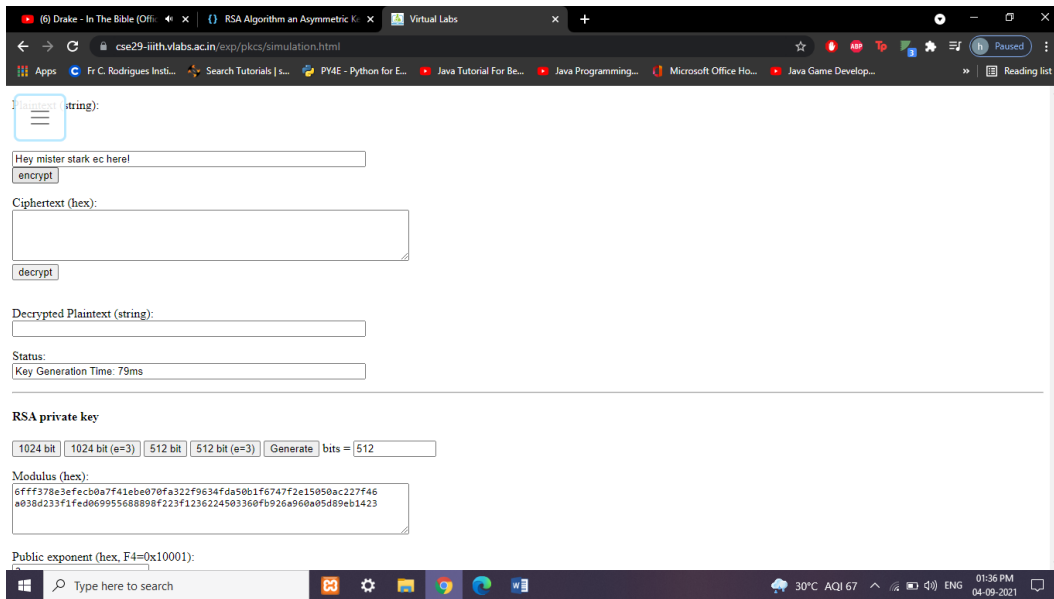 (6) Drake - In The Bible (Offic
RSA Algorithm an Asymmetric Ke
Virtual Labs
cse29-iiith.vlabs.ac.in/exp/pkcs/simulation.html
ABP
Tp
3
h Paused
Apps
Fr C. Rodrigues Insti...
Search Tutorials | s...
PY4E - Python for E...
Java Tutorial For Be...
Java Programming...
Microsoft Office Ho...
Java Game Develop...
»
Reading list
Plaintext (string):
Hey mister stark ec here!
encrypt
Ciphertext (hex):
decrypt
Decrypted Plaintext (string):
Status:
Key Generation Time: 79ms
RSA private key
1024 bit 1024 bit (e=3) 512 bit 512 bit (e=3) Generate bits = 512
Modulus (hex):
6fff378e3efecb0a7f41ebe070fa322f9634fda50b1f6747f2e15050ac227f46
a038d233f1fed069955688898f223f1236224503360fb926a960a05d89eb1423
Public exponent (hex, F4=0x10001):
Type here to search
30°C AQI 67
ENG
01:36 PM
04-09-2021